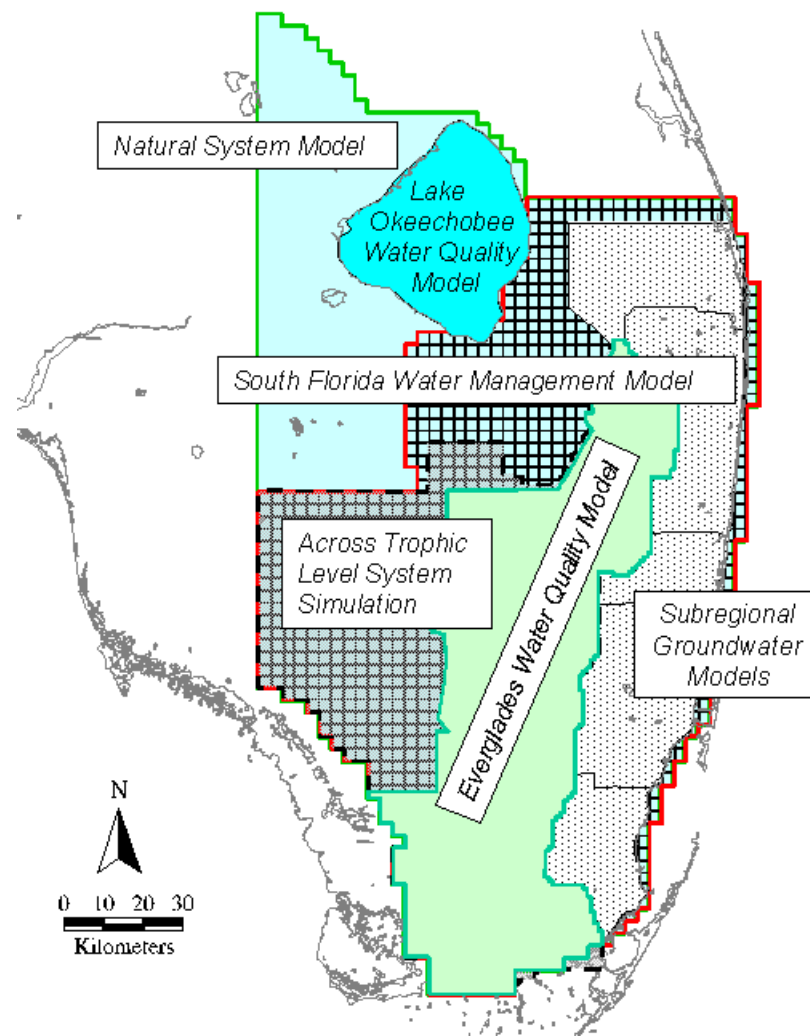 Natural System Model
Lake
Okeechobee
Water Quality
Model
South Florida Water Management Model
Across Trophic
Level System
Simulation
Everglades Water Quality Model
Subregional
Groundwater
Models
N
0 10 20 30
Kilometers